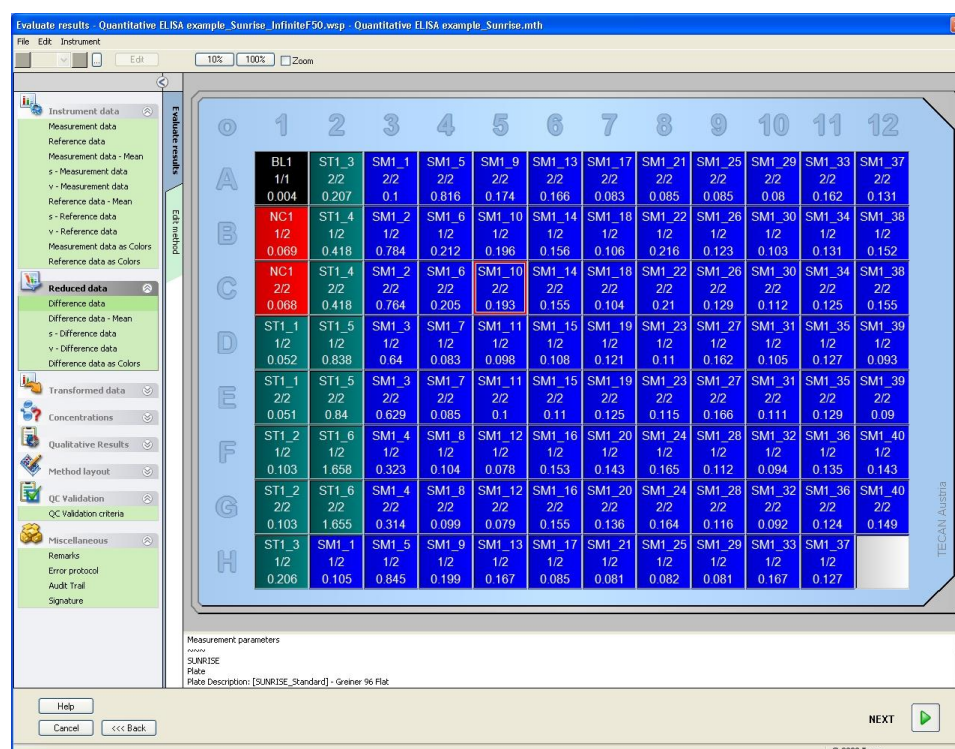 Evaluate results - Quantitative ELISA example_Sunrise_InfiniteF50.wsp - Quantitative ELISA example_Sunrise.mth
File Edit Instrument
... Edit 10% 100% Zoom
Instrument data
Measurement data
Reference data
Measurement data - Mean
s - Measurement data
v - Measurement data
Reference data - Mean
s - Reference data
v - Reference data
Measurement data as Colors
Reference data as Colors
Reduced data
Difference data
Difference data - Mean
s - Difference data
v - Difference data
Difference data as Colors
Transformed data
Concentrations
Qualitative Results
Method layout
QC Validation
QC Validation criteria
Miscellaneous
Remarks
Error protocol
Audit Trail
Signature
Evaluate results
Edit method
1 2 3 4 5 6 7 8 9 10 11 12
A
BL1 ST1_3 SM1_1 SM1_5 SM1_9 SM1_13 SM1_17 SM1_21 SM1_25 SM1_29 SM1_33 SM1_37
1/1 2/2 2/2 2/2 2/2 2/2 2/2 2/2 2/2 2/2 2/2 2/2
0.004 0.207 0.1 0.816 0.174 0.166 0.083 0.085 0.085 0.08 0.162 0.131
B
NC1 ST1_4 SM1_2 SM1_6 SM1_10 SM1_14 SM1_18 SM1_22 SM1_26 SM1_30 SM1_34 SM1_38
1/2 1/2 1/2 1/2 1/2 1/2 1/2 1/2 1/2 1/2 1/2 1/2
0.069 0.418 0.784 0.212 0.196 0.156 0.106 0.216 0.123 0.103 0.131 0.152
C
NC1 ST1_4 SM1_2 SM1_6 SM1_10 SM1_14 SM1_18 SM1_22 SM1_26 SM1_30 SM1_34 SM1_38
2/2 2/2 2/2 2/2 2/2 2/2 2/2 2/2 2/2 2/2 2/2 2/2
0.068 0.418 0.764 0.205 0.193 0.155 0.104 0.21 0.129 0.112 0.125 0.155
D
ST1_1 ST1_5 SM1_3 SM1_7 SM1_11 SM1_15 SM1_19 SM1_23 SM1_27 SM1_31 SM1_35 SM1_39
1/2 1/2 1/2 1/2 1/2 1/2 1/2 1/2 1/2 1/2 1/2 1/2
0.052 0.838 0.64 0.083 0.098 0.108 0.121 0.11 0.162 0.105 0.127 0.093
E
ST1_1 ST1_5 SM1_3 SM1_7 SM1_11 SM1_15 SM1_19 SM1_23 SM1_27 SM1_31 SM1_35 SM1_39
2/2 2/2 2/2 2/2 2/2 2/2 2/2 2/2 2/2 2/2 2/2 2/2
0.051 0.84 0.629 0.085 0.1 0.11 0.125 0.115 0.166 0.111 0.129 0.09
F
ST1_2 ST1_6 SM1_4 SM1_8 SM1_12 SM1_16 SM1_20 SM1_24 SM1_28 SM1_32 SM1_36 SM1_40
1/2 1/2 1/2 1/2 1/2 1/2 1/2 1/2 1/2 1/2 1/2 1/2
0.103 1.658 0.323 0.104 0.078 0.153 0.143 0.165 0.112 0.094 0.135 0.143
G
ST1_2 ST1_6 SM1_4 SM1_8 SM1_12 SM1_16 SM1_20 SM1_24 SM1_28 SM1_32 SM1_36 SM1_40
2/2 2/2 2/2 2/2 2/2 2/2 2/2 2/2 2/2 2/2 2/2 2/2
0.103 1.655 0.314 0.099 0.079 0.155 0.136 0.164 0.116 0.092 0.124 0.149
H
ST1_3 SM1_1 SM1_5 SM1_9 SM1_13 SM1_17 SM1_21 SM1_25 SM1_29 SM1_33 SM1_37
1/2 1/2 1/2 1/2 1/2 1/2 1/2 1/2 1/2 1/2 1/2
0.206 0.105 0.845 0.199 0.167 0.085 0.081 0.082 0.081 0.167 0.127
TECAN Austria
Measurement parameters
~~~~
SUNRISE
Plate
Plate Description: [SUNRISE_Standard] - Greiner 96 Flat
Help
Cancel <<< Back
NEXT